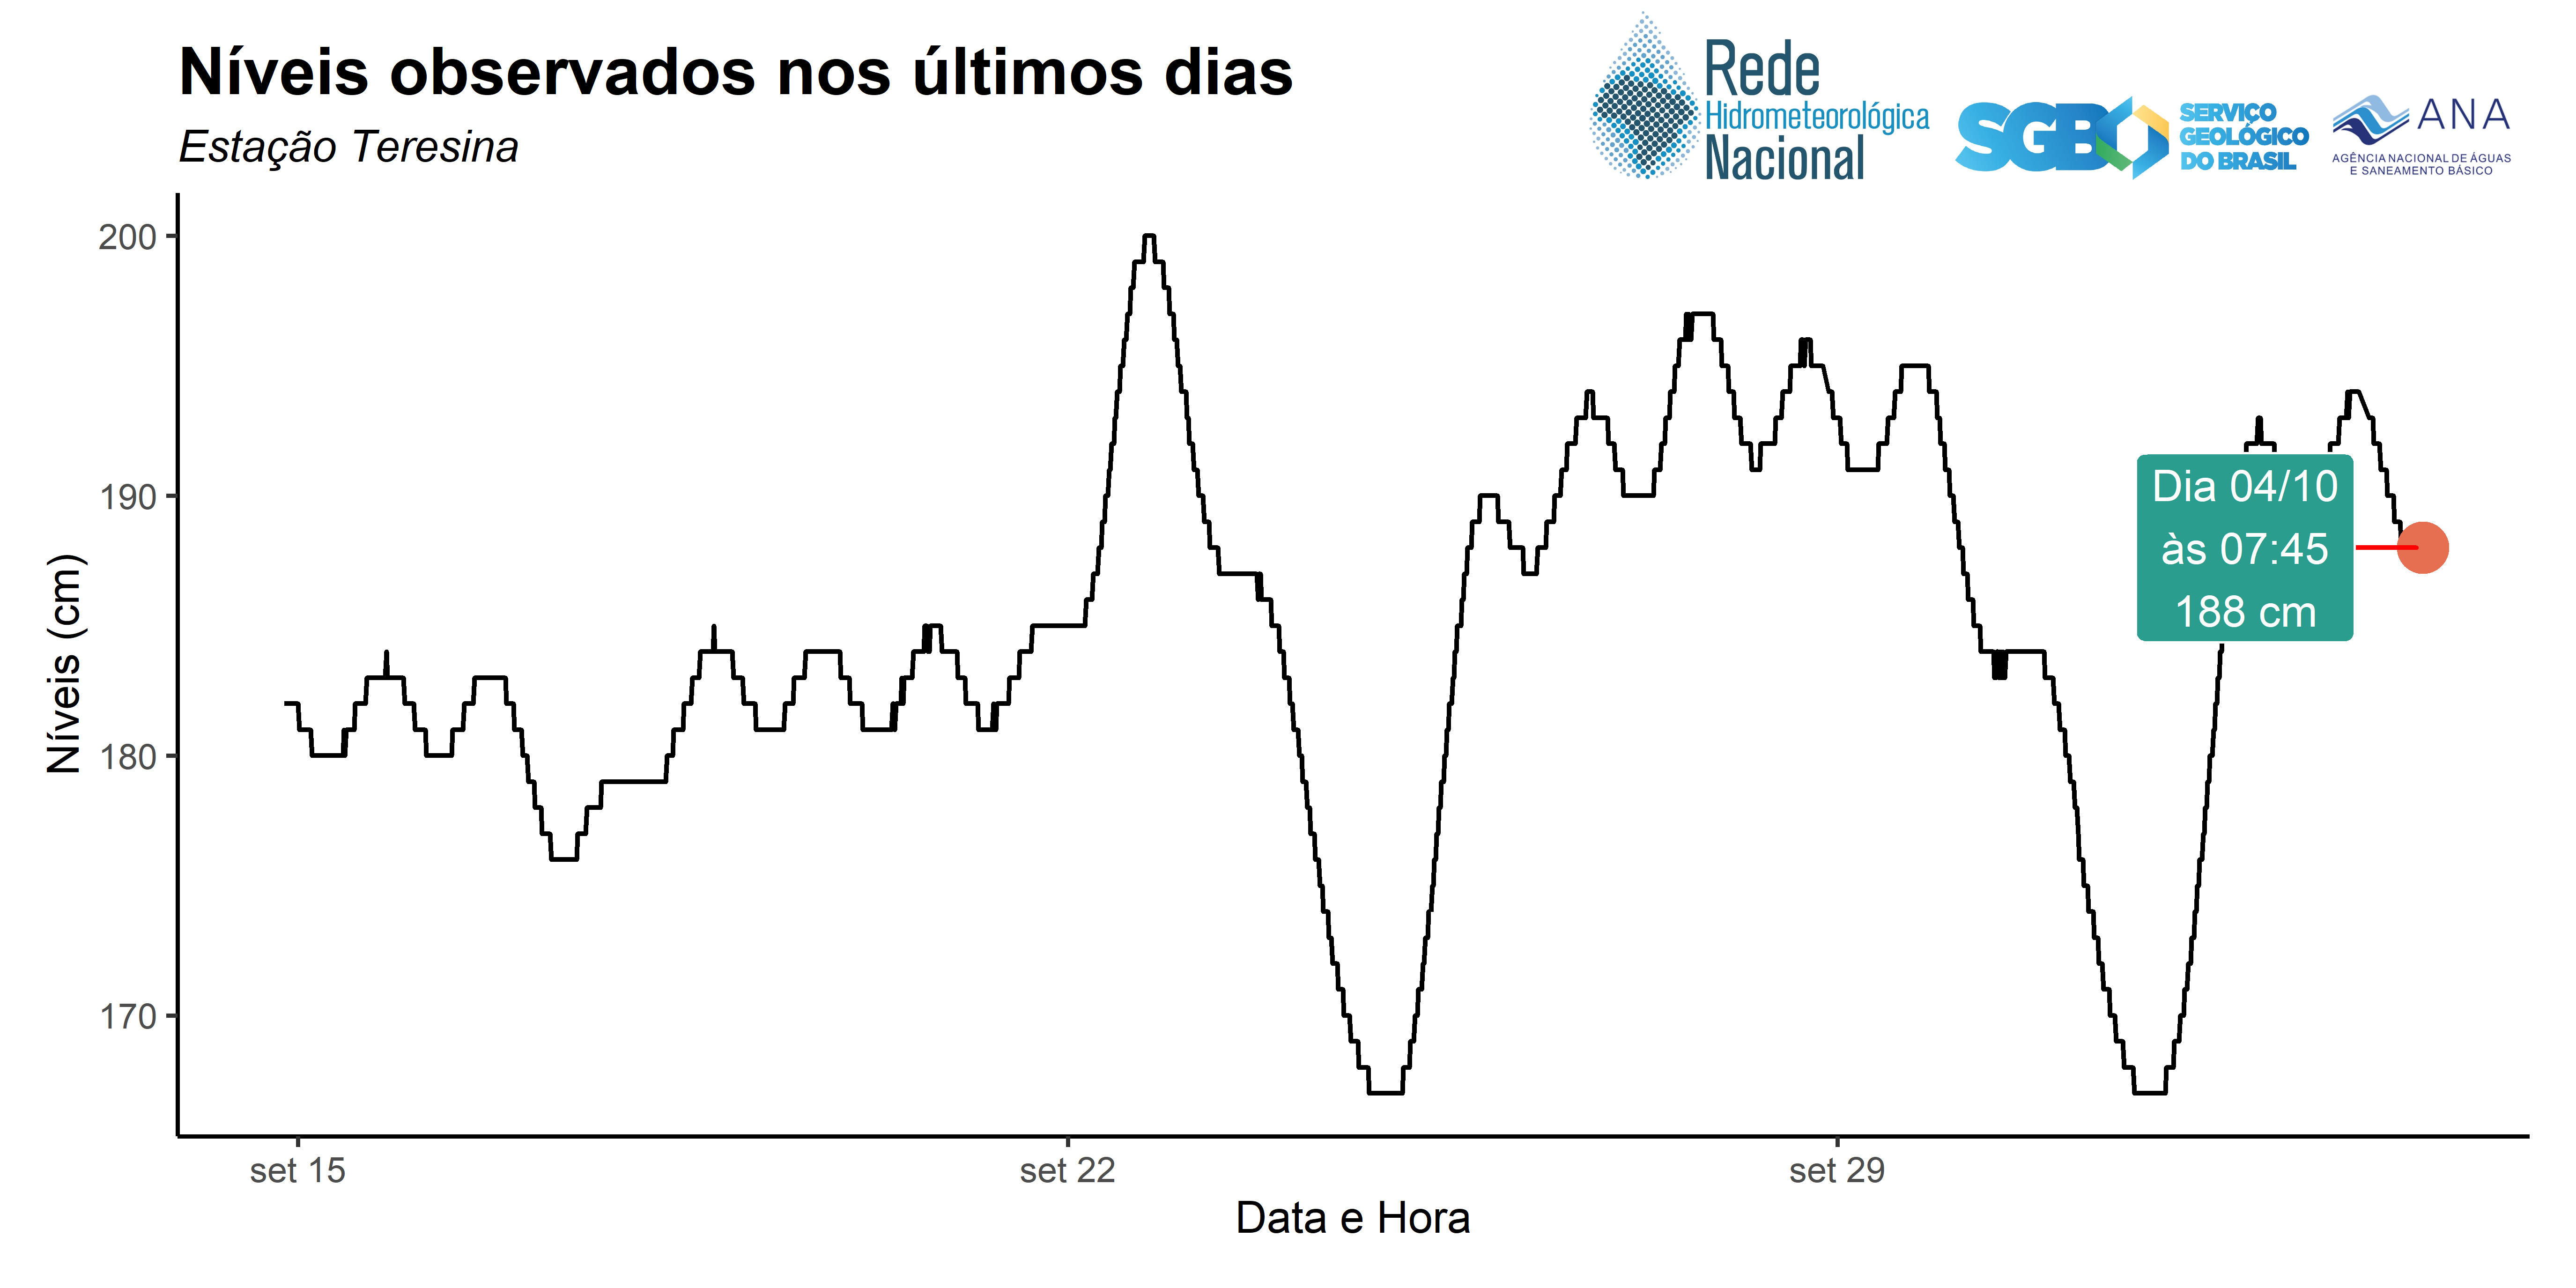 Níveis observados nos últimos dias
Estação Teresina
Rede
Hidrometeorológica
Nacional
SGB
SERVIÇO
GEOLÓGICO
DO BRASIL
ANA
AGÊNCIA NACIONAL DE ÁGUAS
E SANEAMENTO BÁSICO
Níveis (cm)
200
190
180
170
Dia 04/10
às 07:45
188 cm
set 15
set 22
set 29
Data e Hora